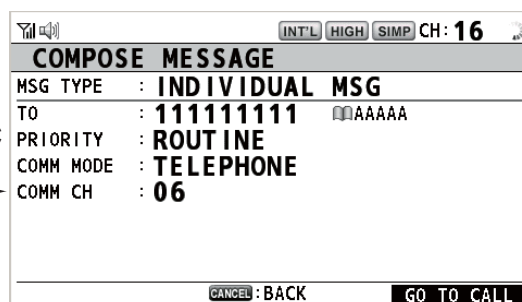 INT'L HIGH SIMP CH: 16
COMPOSE MESSAGE
MSG TYPE : INDIVIDUAL MSG
TO : 111111111 AAAAA
PRIORITY : ROUTINE
COMM MODE : TELEPHONE
COMM CH : 06
CANCEL : BACK GO TO CALL